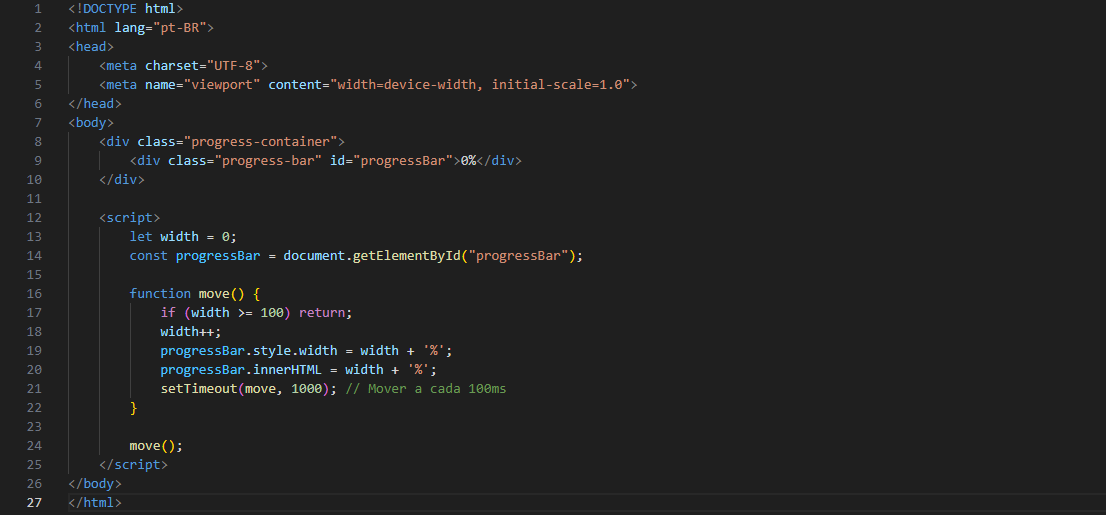 1 <!DOCTYPE html>
2 <html lang="pt-BR">
3 <head>
4     <meta charset="UTF-8">
5     <meta name="viewport" content="width=device-width, initial-scale=1.0">
6 </head>
7 <body>
8     <div class="progress-container">
9         <div class="progress-bar" id="progressBar">0%</div>
10     </div>
11
12     <script>
13         let width = 0;
14         const progressBar = document.getElementById("progressBar");
15
16         function move() {
17             if (width >= 100) return;
18             width++;
19             progressBar.style.width = width + '%';
20             progressBar.innerHTML = width + '%';
21             setTimeout(move, 1000); // Mover a cada 100ms
22         }
23
24         move();
25     </script>
26 </body>
27 </html>